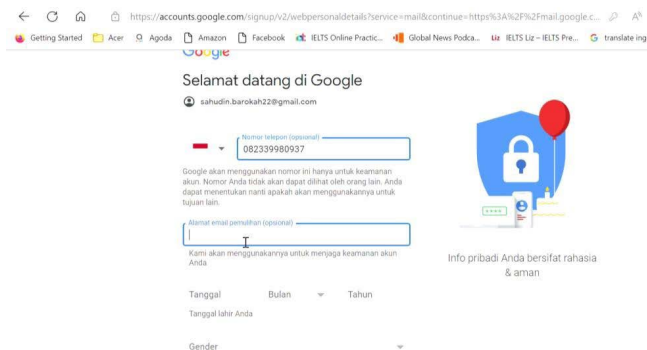 https://accounts.google.com/signup/v2/webpersonaldetails?service=mail&continue=https%3A%2F%2Fmail.google.c...
Getting Started Acer Agoda Amazon Facebook IELTS Online Practic... Global News Podca... Liz IELTS Liz – IELTS Pre... translate ing
Google
Selamat datang di Google
sahudin.barokah22@gmail.com
Nomor telepon (opsional)
082339980937
Google akan menggunakan nomor ini hanya untuk keamanan
akun. Nomor Anda tidak akan dapat dilihat oleh orang lain. Anda
dapat menentukan nanti apakah akan menggunakannya untuk
tujuan lain.
Alamat email pemulihan (opsional)
Kami akan menggunakannya untuk menjaga keamanan akun
Anda
Tanggal Bulan Tahun
Tanggal lahir Anda
Gender
Info pribadi Anda bersifat rahasia
& aman